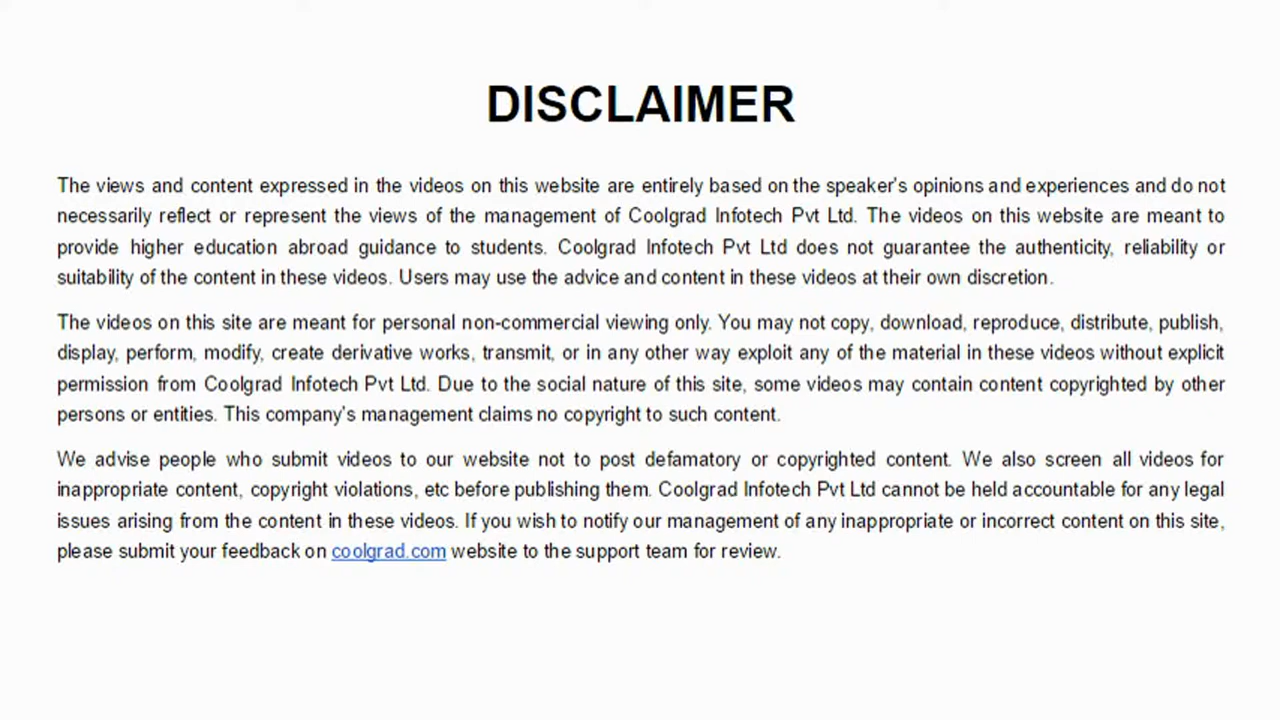 DISCLAIMER
The views and content expressed in the videos on this website are entirely based on the speaker's opinions and experiences and do not
necessarily reflect or represent the views of the management of Coolgrad Infotech Pvt Ltd. The videos on this website are meant to
provide higher education abroad guidance to students. Coolgrad Infotech Pvt Ltd does not guarantee the authenticity, reliability or
suitability of the content in these videos. Users may use the advice and content in these videos at their own discretion.
The videos on this site are meant for personal non-commercial viewing only. You may not copy, download, reproduce, distribute, publish,
display, perform, modify, create derivative works, transmit, or in any other way exploit any of the material in these videos without explicit
permission from Coolgrad Infotech Pvt Ltd. Due to the social nature of this site, some videos may contain content copyrighted by other
persons or entities. This company's management claims no copyright to such content.
We advise people who submit videos to our website not to post defamatory or copyrighted content. We also screen all videos for
inappropriate content, copyright violations, etc before publishing them. Coolgrad Infotech Pvt Ltd cannot be held accountable for any legal
issues arising from the content in these videos. If you wish to notify our management of any inappropriate or incorrect content on this site,
please submit your feedback on coolgrad.com website to the support team for review.